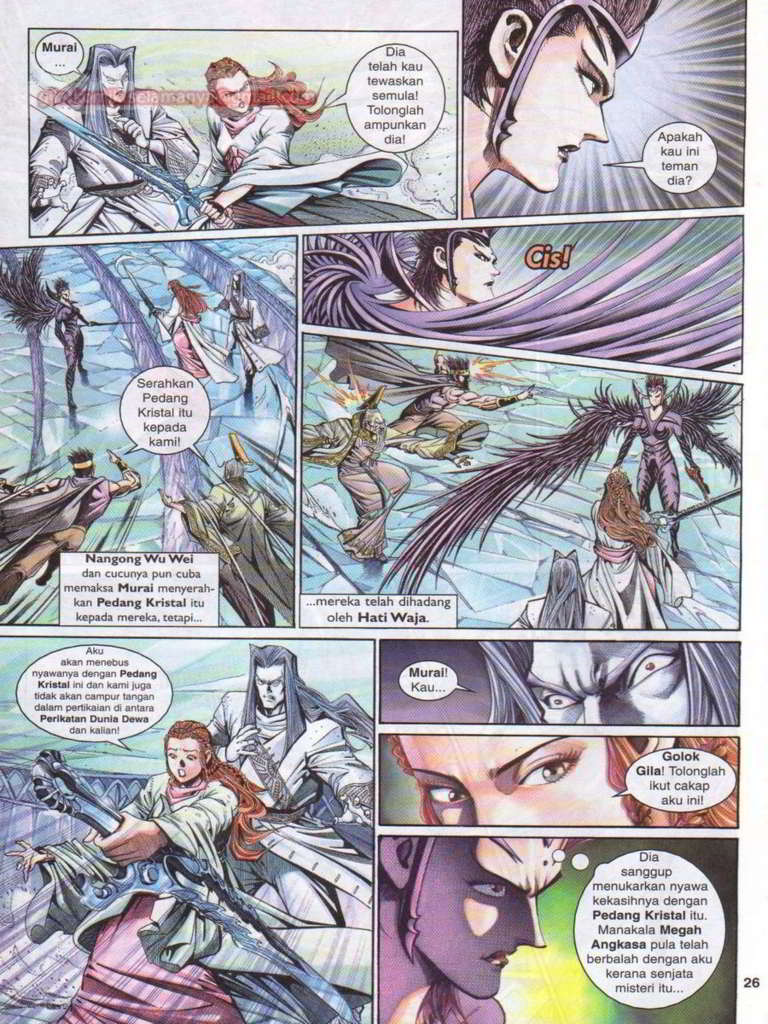 Murai
...
Dia
telah kau
tewaskan
semula!
Tolonglah
ampunkan
dia!
Apakah
kau ini
teman
dia?
Cis!
Serahkan
Pedang
Kristal itu
kepada
kami!
Nangong Wu Wei
dan cucunya pun cuba
memaksa Murai menyerah-
kan Pedang Kristal itu
kepada mereka, tetapi...
...mereka telah dihadang
oleh Hati Waja.
Aku
akan menebus
nyawanya dengan Pedang
Kristal ini dan kami juga
tidak akan campur tangan
dalam pertikaian di antara
Perikatan Dunia Dewa
dan kalian!
Murai!
Kau...
Golok
Gila! Tolonglah
ikut cakap
aku ini!
Dia
sanggup
menukarkan nyawa
kekasihnya dengan
Pedang Kristal itu.
Manakala Megah
Angkasa pula telah
berbalah dengan aku
kerana senjata
misteri itu...
26